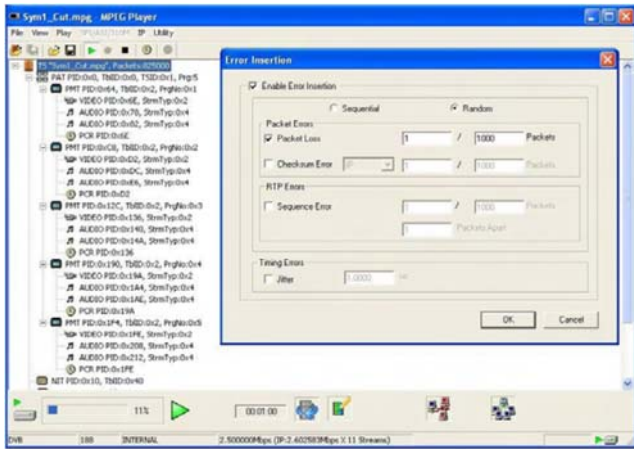 Sym1_Cut.mpg - MPEG Player
File View Play IP Utility
TS "Sym1_Cut.mpg", Packets:825000
PAT PID:0x0, TblID:0x0, TSID:0x1, Prg:5
PMT PID:0x64, TblID:0x2, PrgNo:0x1
VIDEO PID:0x6E, StrmTyp:0x2
AUDIO PID:0x78, StrmTyp:0x4
AUDIO PID:0x82, StrmTyp:0x4
PCR PID:0x6E
PMT PID:0xC8, TblID:0x2, PrgNo:0x2
VIDEO PID:0xD2, StrmTyp:0x2
AUDIO PID:0xDC, StrmTyp:0x4
AUDIO PID:0xE6, StrmTyp:0x4
PCR PID:0xD2
PMT PID:0x12C, TblID:0x2, PrgNo:0x3
VIDEO PID:0x136, StrmTyp:0x2
AUDIO PID:0x140, StrmTyp:0x4
AUDIO PID:0x14A, StrmTyp:0x4
PCR PID:0x136
PMT PID:0x190, TblID:0x2, PrgNo:0x4
VIDEO PID:0x19A, StrmTyp:0x2
AUDIO PID:0x1A4, StrmTyp:0x4
AUDIO PID:0x1AE, StrmTyp:0x4
PCR PID:0x19A
PMT PID:0x1F4, TblID:0x2, PrgNo:0x5
VIDEO PID:0x1FE, StrmTyp:0x2
AUDIO PID:0x208, StrmTyp:0x4
AUDIO PID:0x212, StrmTyp:0x4
PCR PID:0x1FE
NIT PID:0x10, TblID:0x40
Error Insertion
Enable Error Insertion
Sequential Random
Packet Errors
Packet Loss 1 / 1000 Packets
Checksum Error IP 1 / 1000 Packets
RTP Errors
Sequence Error 1 / 1000 Packets
1 Packets Apart
Timing Errors
Jitter 1.0000
OK Cancel
11% 00:01:00
DVB 188 INTERNAL 2.500000Mbps (IP:2.602583Mbps X 11 Streams)